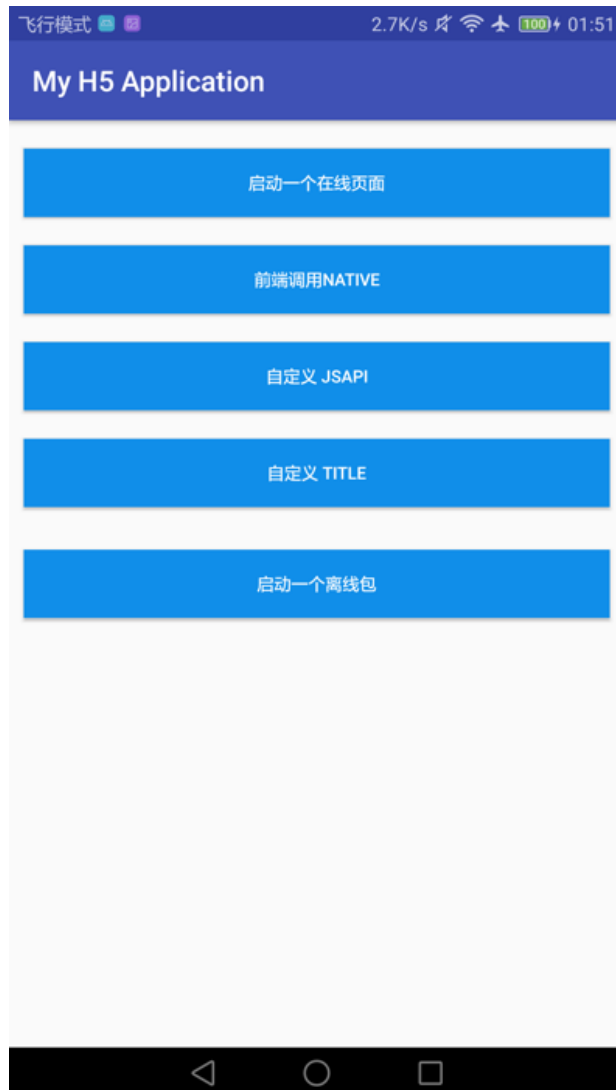 飞行模式 2.7K/s 100 01:51
My H5 Application
启动一个在线页面
前端调用NATIVE
自定义 JSAPI
自定义 TITLE
启动一个离线包